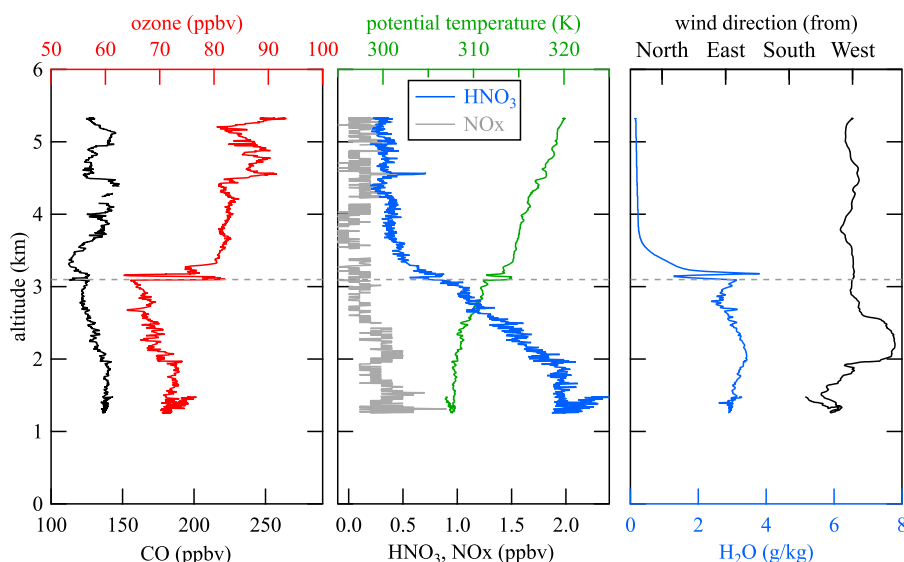 ozone (ppbv)
50 60 70 80 90 100
potential temperature (K)
300 310 320
wind direction (from)
North East South West
6
5
4
3
2
1
0
altitude (km)
HNO₃
NOx
100 150 200 250
CO (ppbv)
0.0 0.5 1.0 1.5 2.0
HNO₃, NOx (ppbv)
0 2 4 6 8
H₂O (g/kg)